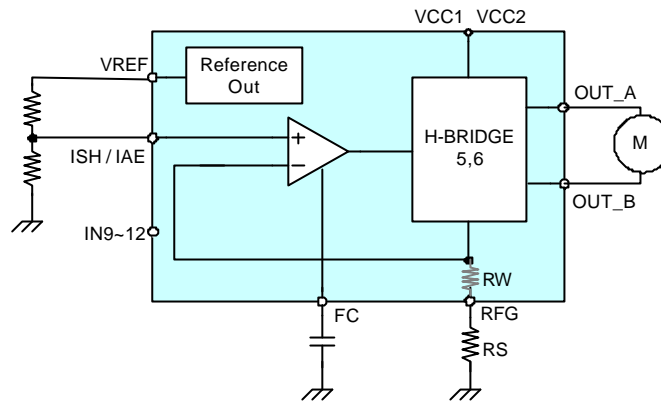 VCC1 VCC2
VREF
Reference
Out
OUT_A
+
H-BRIDGE
5,6
M
ISH / IAE
−
OUT_B
IN9~12
RW
FC
RFG
RS